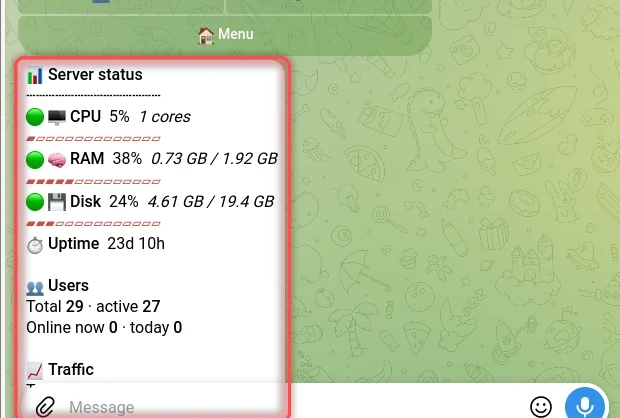 Menu
Server status
----------------------------------------
CPU 5% 1 cores
RAM 38% 0.73 GB / 1.92 GB
Disk 24% 4.61 GB / 19.4 GB
Uptime 23d 10h
Users
Total 29 · active 27
Online now 0 · today 0
Traffic
Message